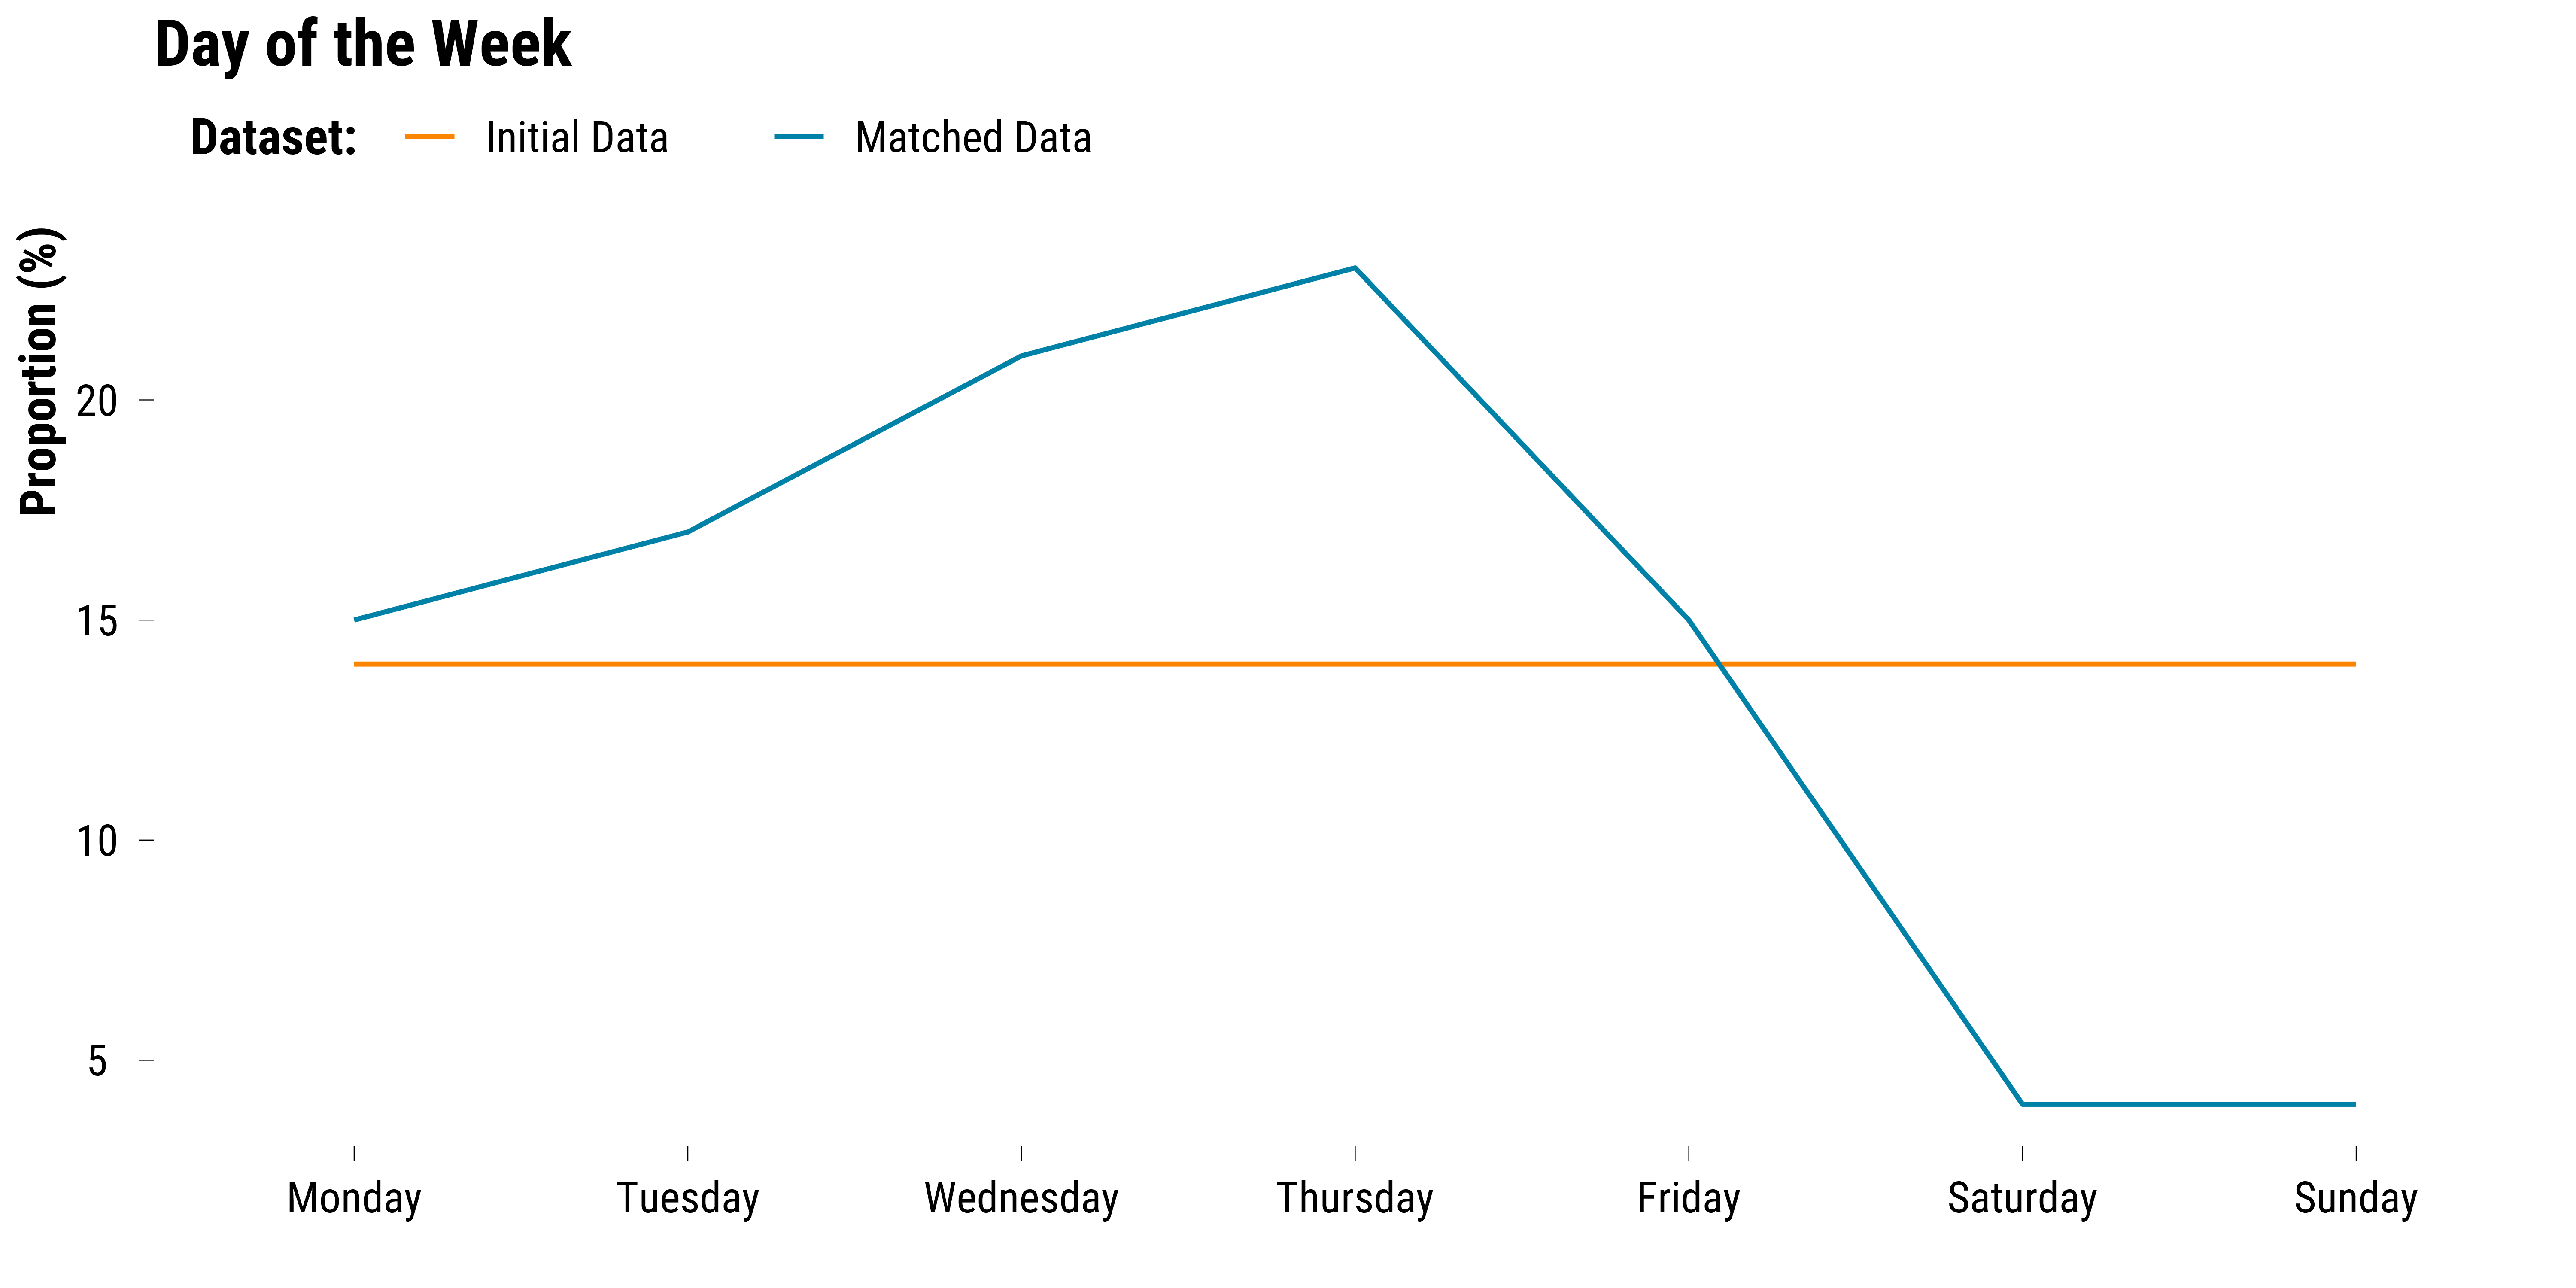 Day of the Week
Dataset: Initial Data Matched Data
Proportion (%)
20
15
10
5
Monday Tuesday Wednesday Thursday Friday Saturday Sunday